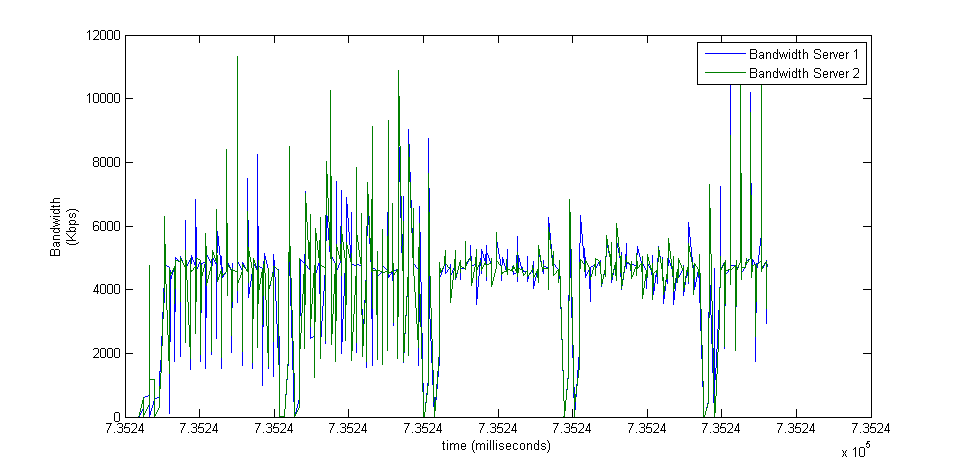 12000
10000
8000
6000
4000
2000
0
Bandwidth
(Kbps)
Bandwidth Server 1
Bandwidth Server 2
7.3524 7.3524 7.3524 7.3524 7.3524 7.3524 7.3524 7.3524 7.3524 7.3524 7.3524
time (milliseconds)
x 10⁵